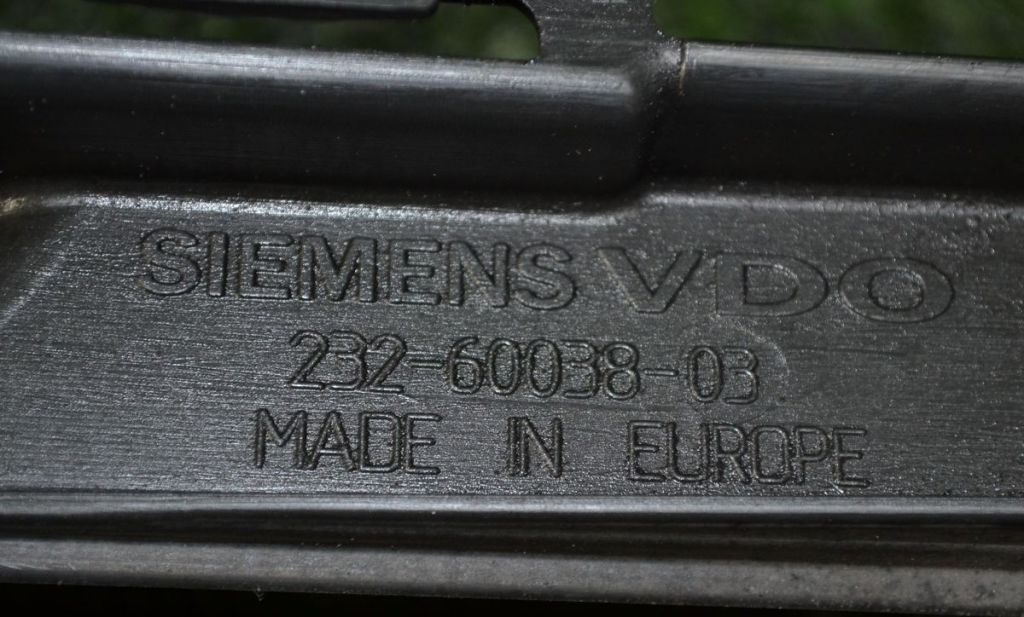 SIEMENS VDO
232-60038-03
MADE IN EUROPE